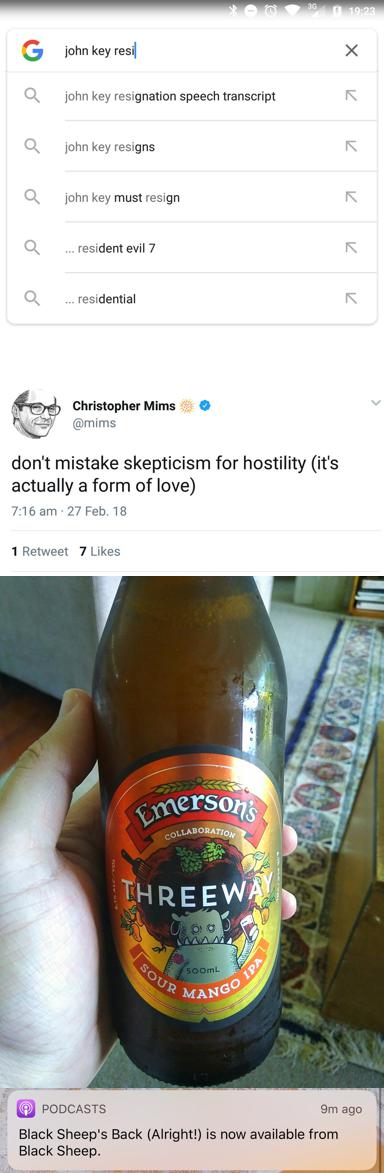 3G 19:23
john key resi
john key resignation speech transcript
john key resigns
john key must resign
... resident evil 7
... residential
Christopher Mims
@mims
don't mistake skepticism for hostility (it's
actually a form of love)
7:16 am · 27 Feb. 18
1 Retweet 7 Likes
Emerson's
COLLABORATION
THREEWAY
500mL
SOUR MANGO IPA
PODCASTS 9m ago
Black Sheep's Back (Alright!) is now available from
Black Sheep.